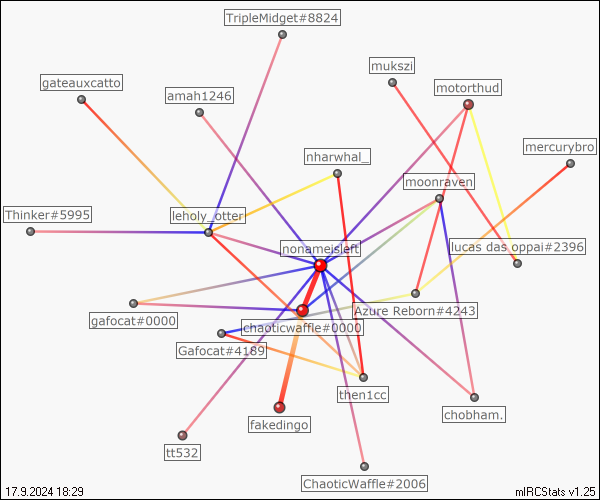 TripleMidget#8824
mukszi
gateauxcatto
motorthud
amah1246
mercurybro
nharwhal_
moonraven
Thinker#5995
leholy_otter
nonameisleft
lucas das oppai#2396
gafocat#0000
Azure Reborn#4243
chaoticwaffle#0000
Gafocat#4189
then1cc
chobham.
fakedingo
tt532
ChaoticWaffle#2006
17.9.2024 18:29
mIRCStats v1.25